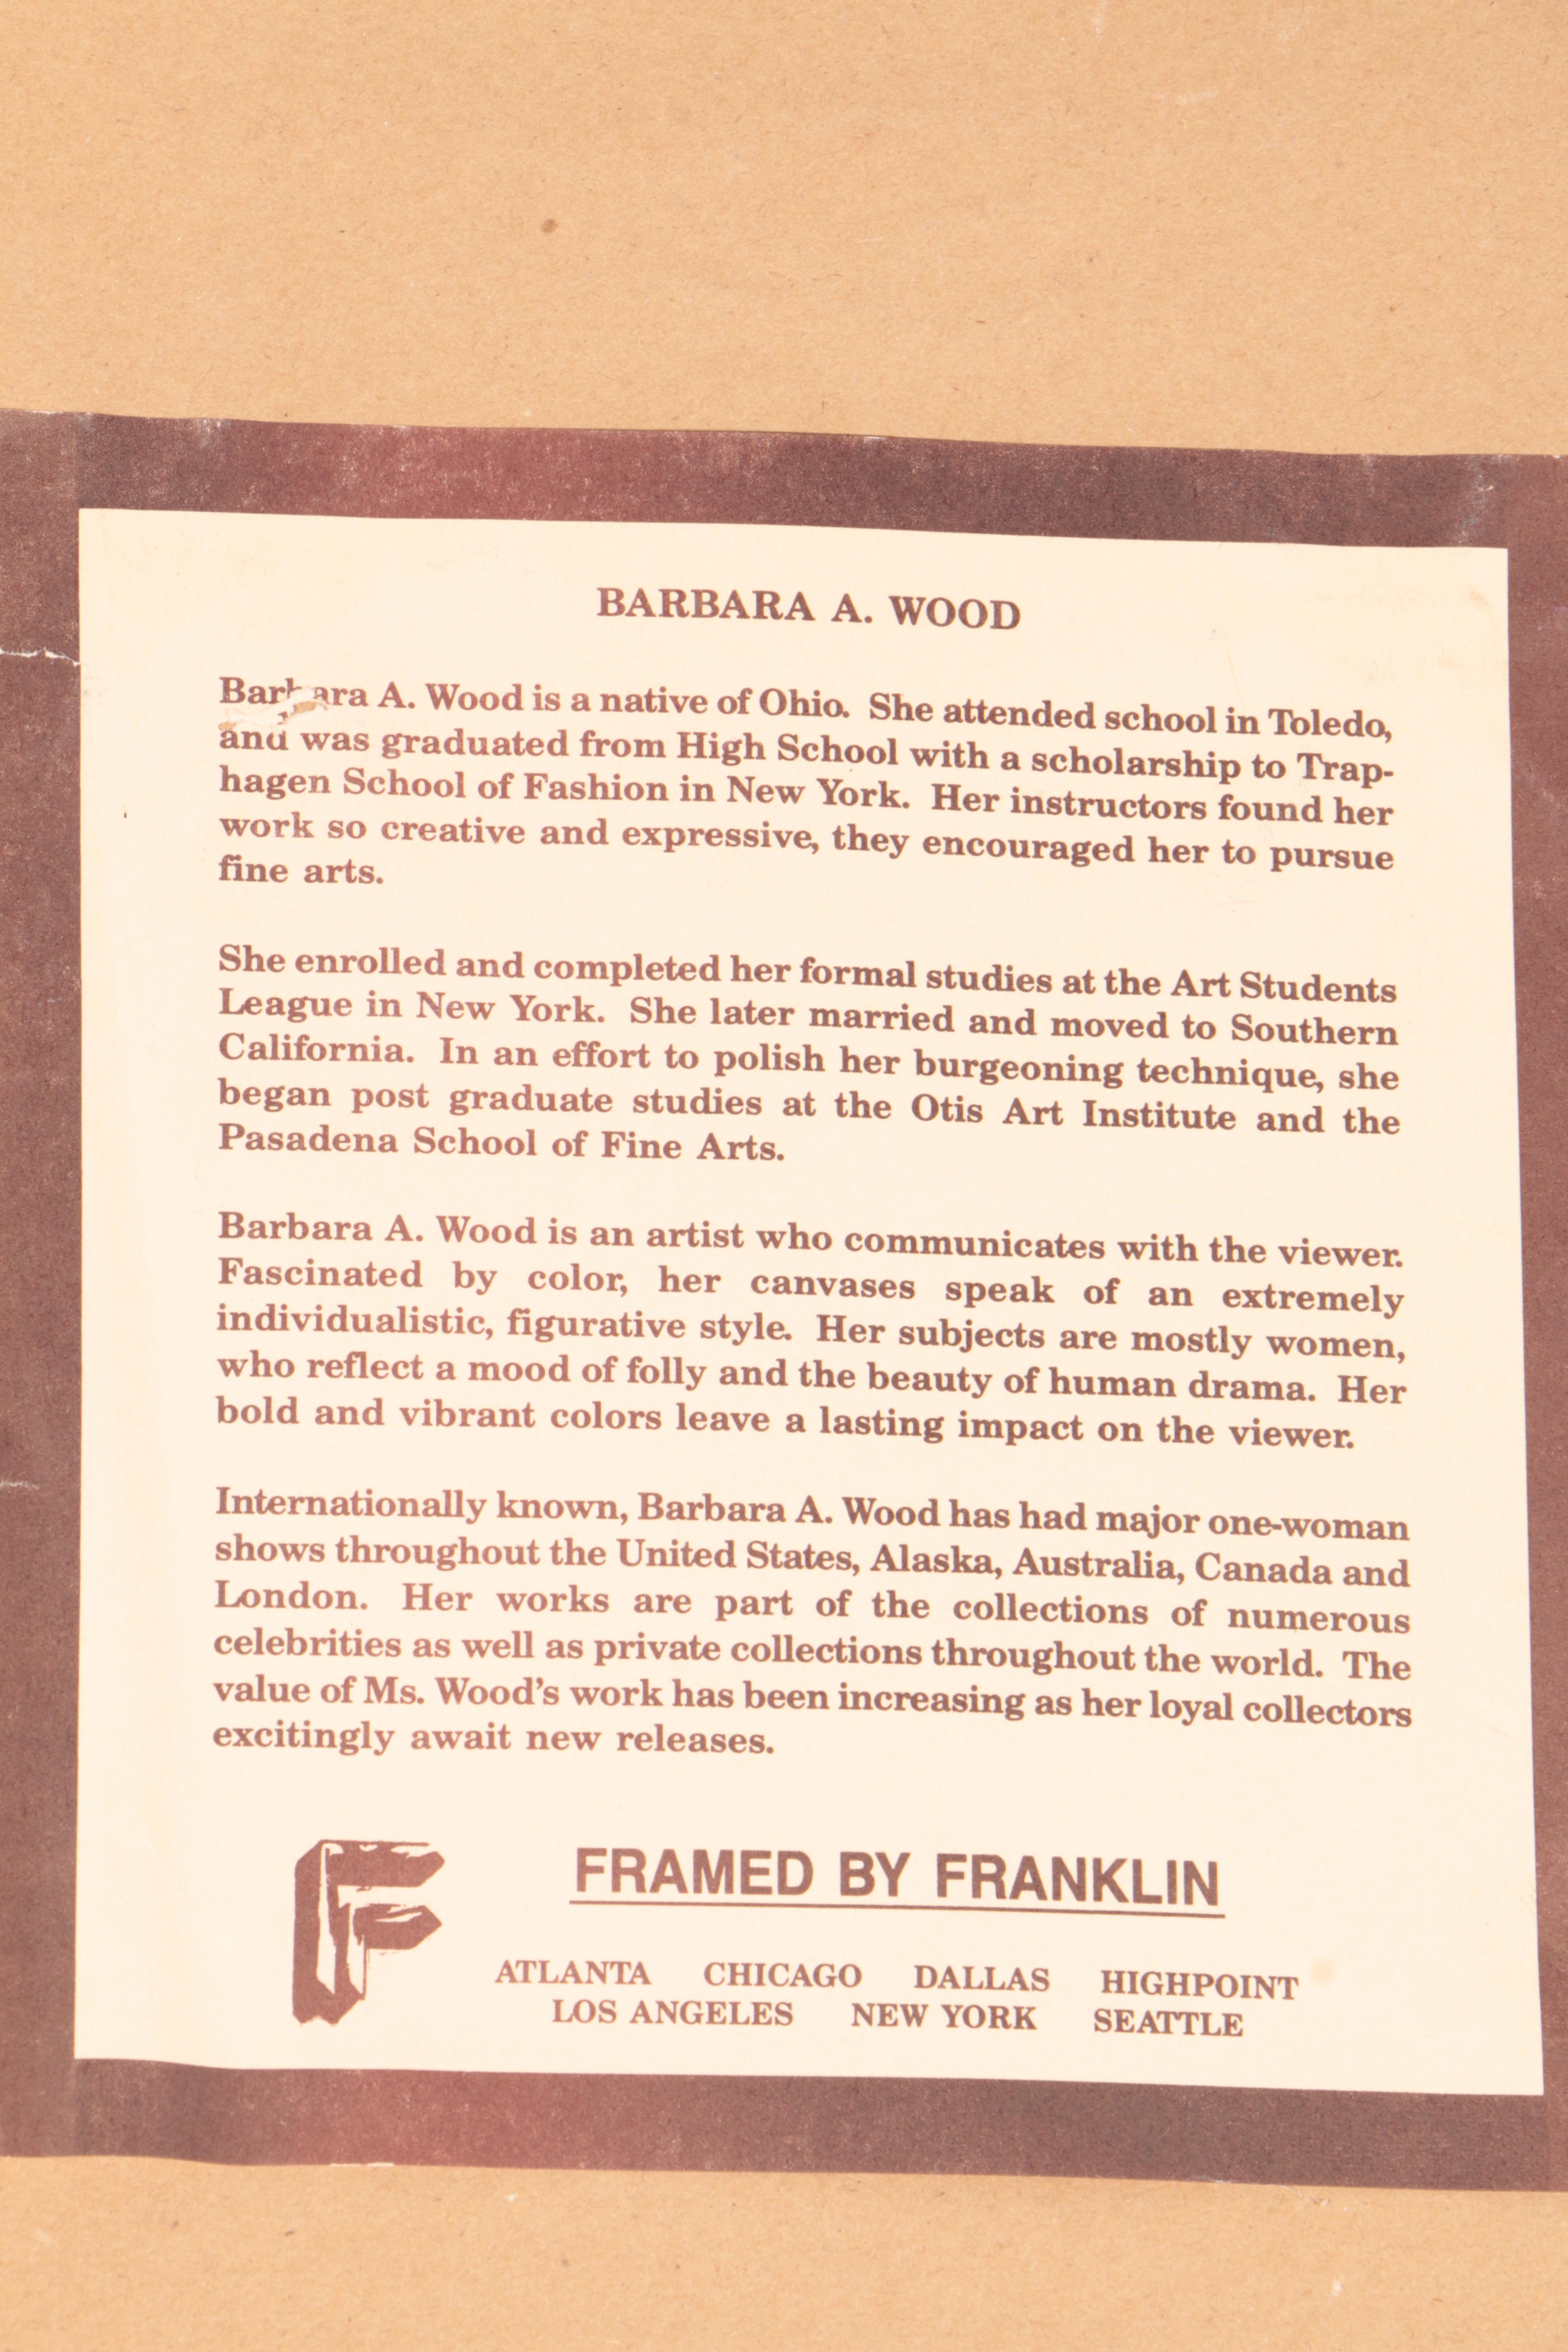 BARBARA A. WOOD
Barbara A. Wood is a native of Ohio. She attended school in Toledo,
and was graduated from High School with a scholarship to Trap-
hagen School of Fashion in New York. Her instructors found her
work so creative and expressive, they encouraged her to pursue
fine arts.
She enrolled and completed her formal studies at the Art Students
League in New York. She later married and moved to Southern
California. In an effort to polish her burgeoning technique, she
began post graduate studies at the Otis Art Institute and the
Pasadena School of Fine Arts.
Barbara A. Wood is an artist who communicates with the viewer.
Fascinated by color, her canvases speak of an extremely
individualistic, figurative style. Her subjects are mostly women,
who reflect a mood of folly and the beauty of human drama. Her
bold and vibrant colors leave a lasting impact on the viewer.
Internationally known, Barbara A. Wood has had major one-woman
shows throughout the United States, Alaska, Australia, Canada and
London. Her works are part of the collections of numerous
celebrities as well as private collections throughout the world. The
value of Ms. Wood's work has been increasing as her loyal collectors
excitingly await new releases.
F
FRAMED BY FRANKLIN
ATLANTA CHICAGO DALLAS HIGHPOINT
LOS ANGELES NEW YORK SEATTLE